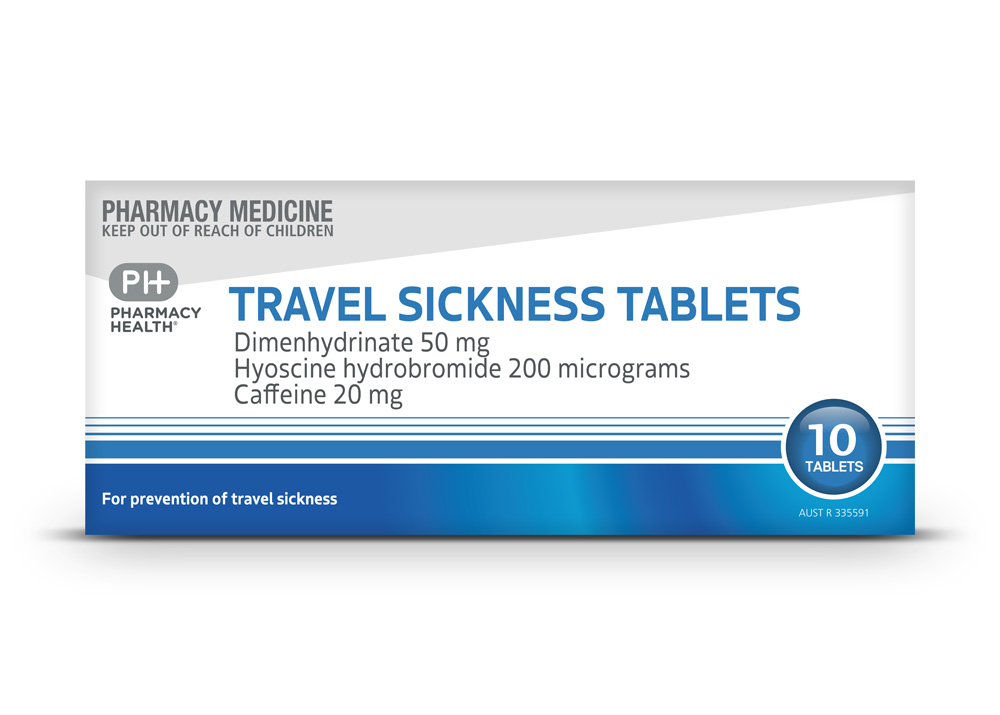 PHARMACY MEDICINE
KEEP OUT OF REACH OF CHILDREN
PH+
PHARMACY
HEALTH®
TRAVEL SICKNESS TABLETS
Dimenhydrinate 50 mg
Hyoscine hydrobromide 200 micrograms
Caffeine 20 mg
10
TABLETS
For prevention of travel sickness
AUST R 335591